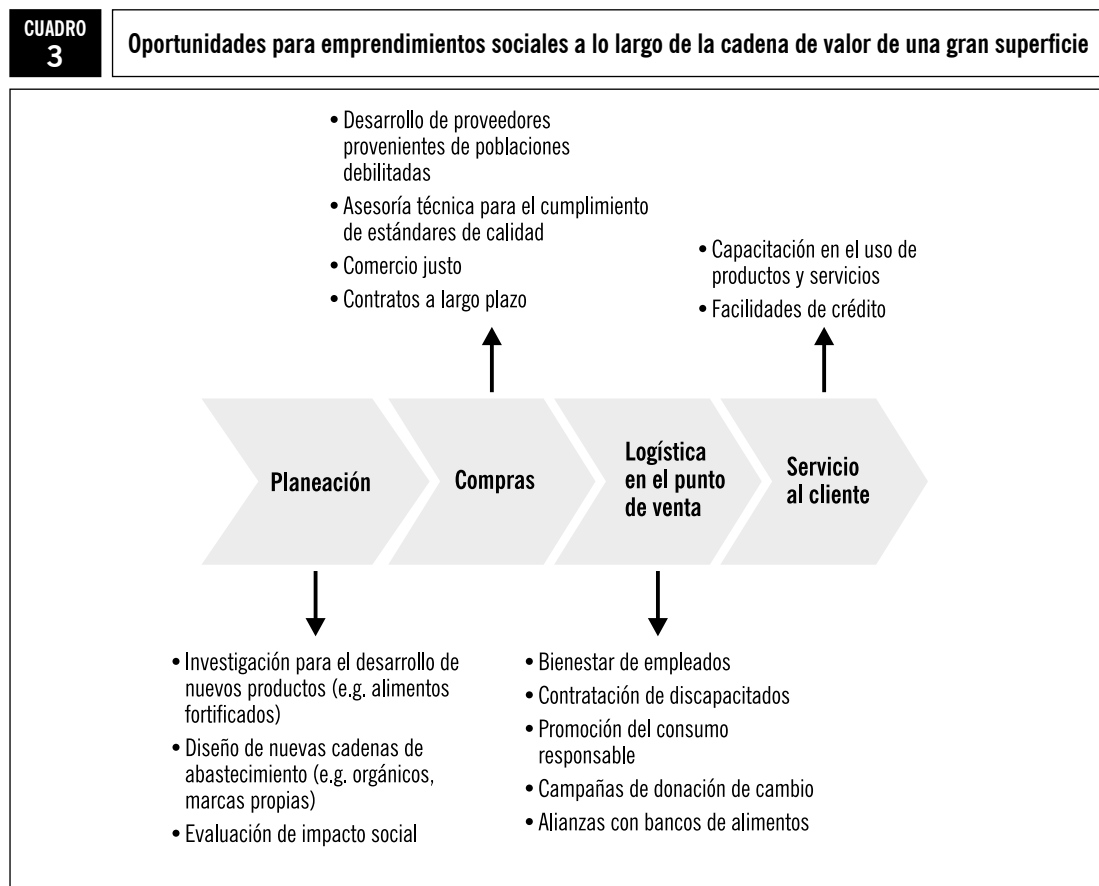 CUADRO
3
Oportunidades para emprendimientos sociales a lo largo de la cadena de valor de una gran superficie
• Desarrollo de proveedores
provenientes de poblaciones
debilitadas
• Asesoría técnica para el cumplimiento
de estándares de calidad
• Comercio justo
• Contratos a largo plazo
• Capacitación en el uso de
productos y servicios
• Facilidades de crédito
Planeación
Compras
Logística
en el punto
de venta
Servicio
al cliente
• Investigación para el desarrollo de
nuevos productos (e.g. alimentos
fortificados)
• Diseño de nuevas cadenas de
abastecimiento (e.g. orgánicos,
marcas propias)
• Evaluación de impacto social
• Bienestar de empleados
• Contratación de discapacitados
• Promoción del consumo
responsable
• Campañas de donación de cambio
• Alianzas con bancos de alimentos